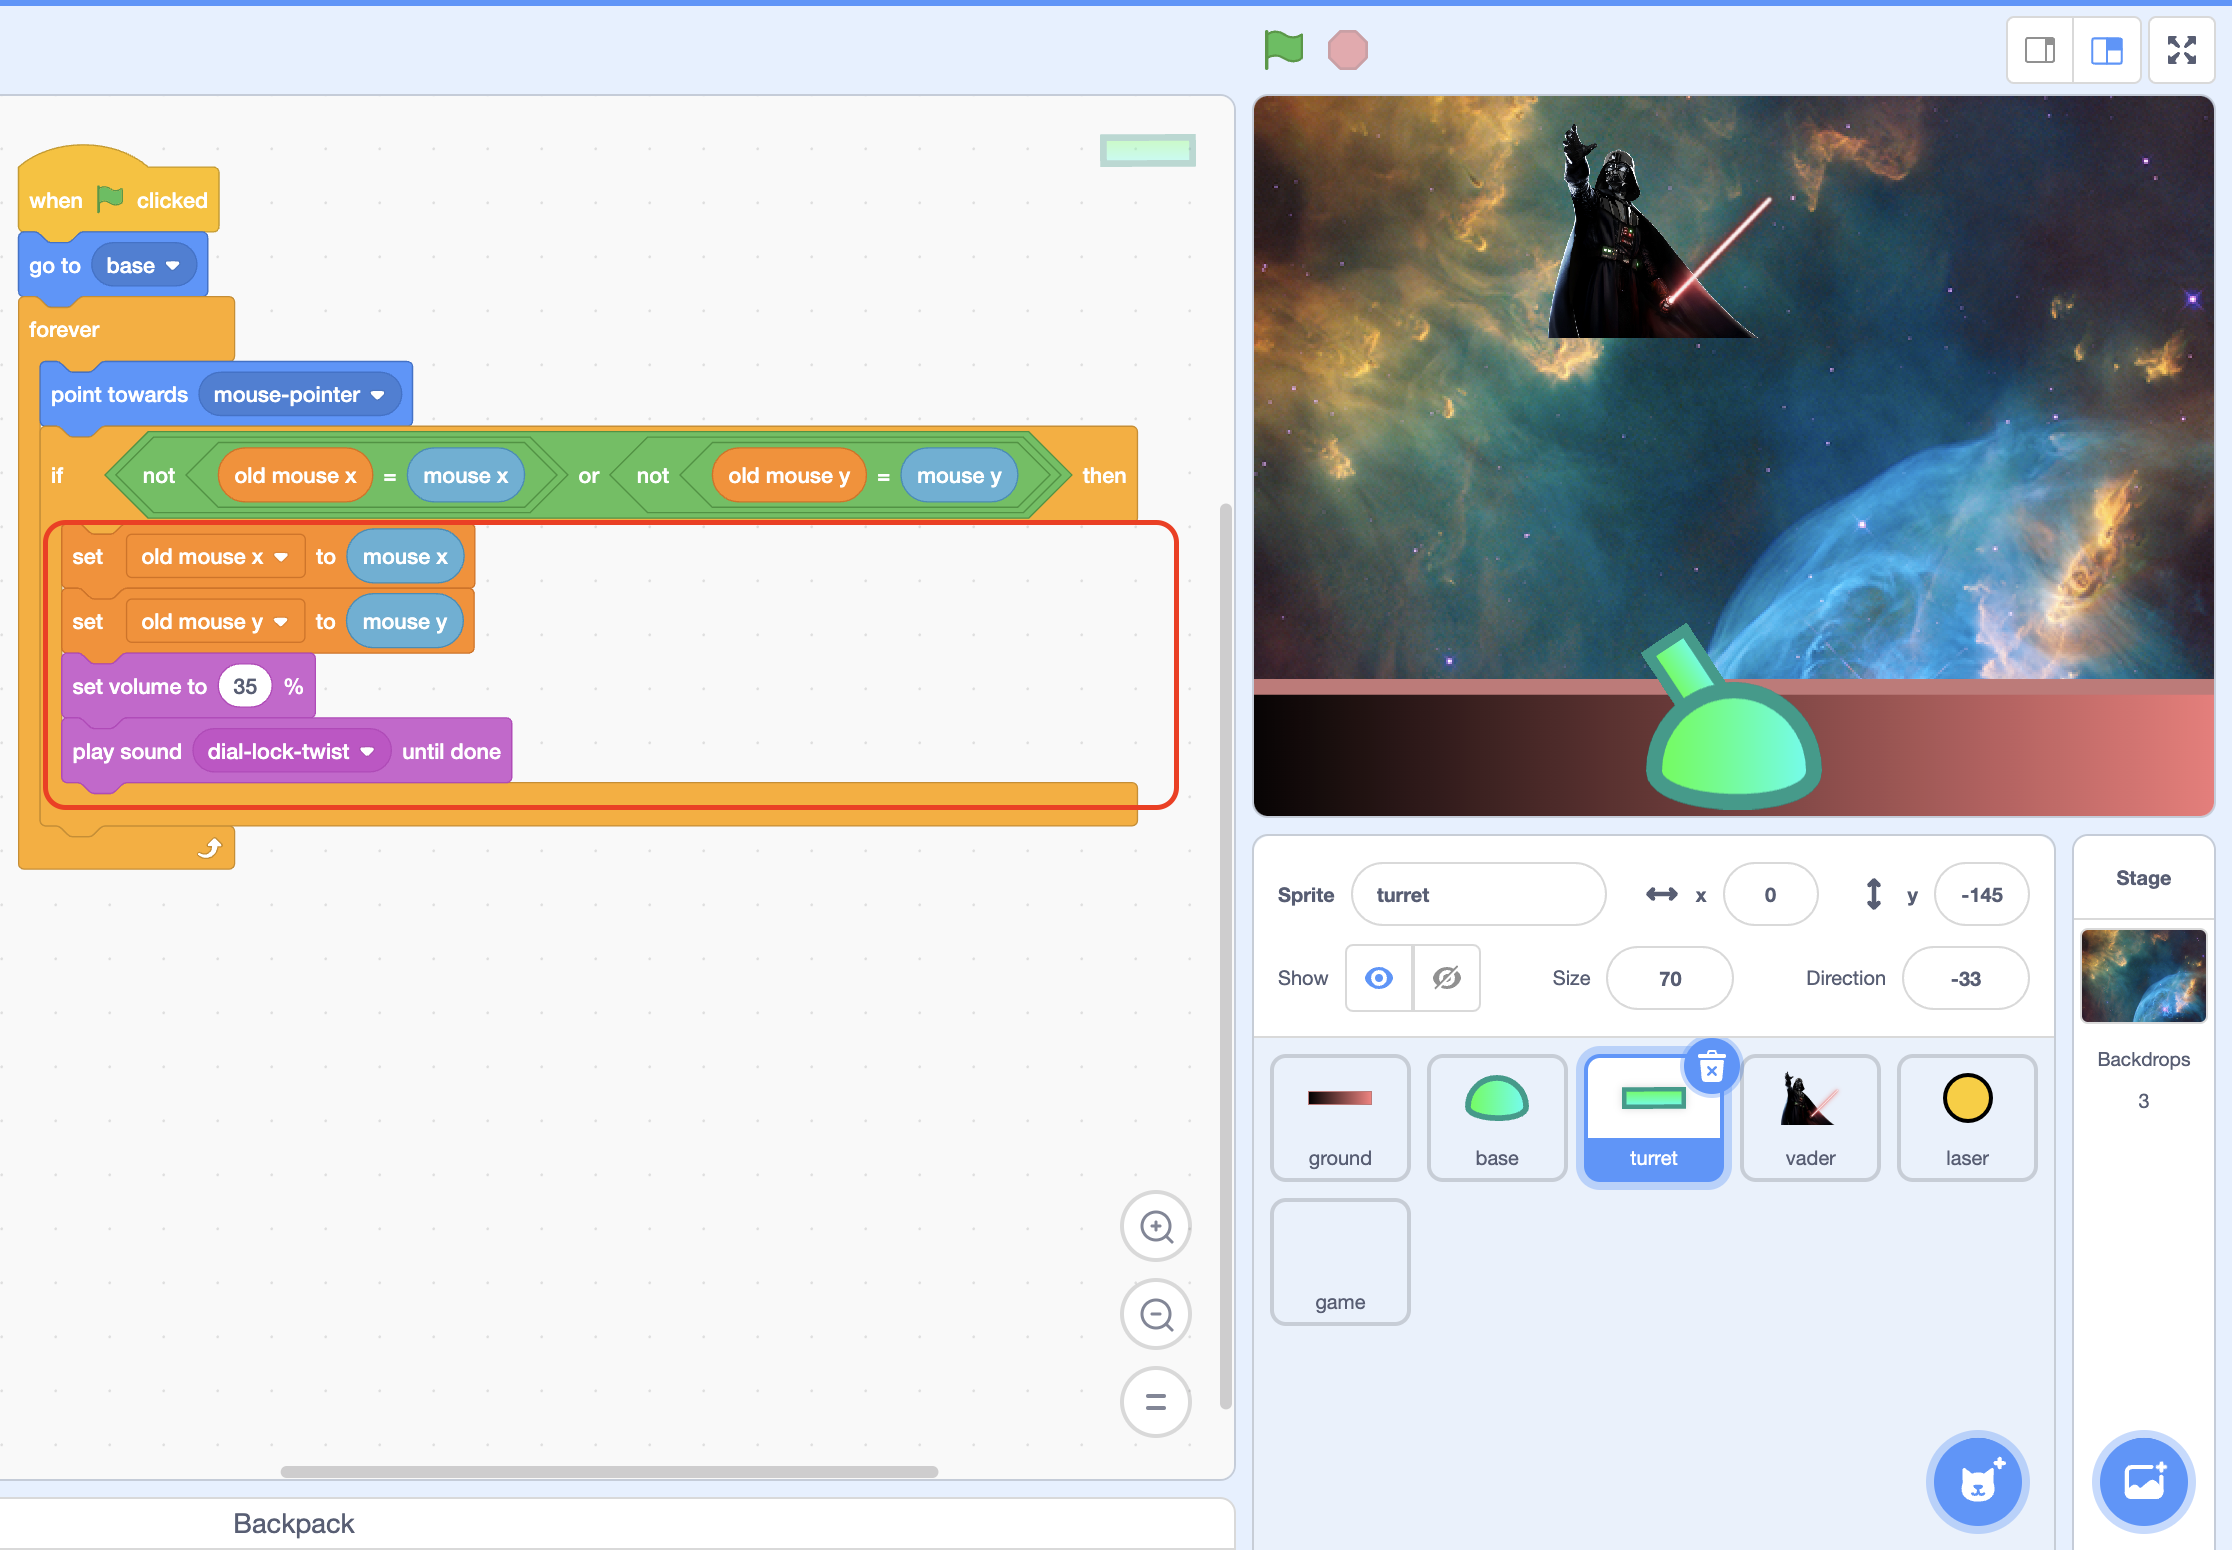 when clicked
go to base
forever
point towards mouse-pointer
if not old mouse x = mouse x or not old mouse y = mouse y then
set old mouse x to mouse x
set old mouse y to mouse y
set volume to 35 %
play sound dial-lock-twist until done
Backpack
Sprite turret x 0 y -145
Show Size 70 Direction -33
ground base turret vader laser
game
Stage
Backdrops
3